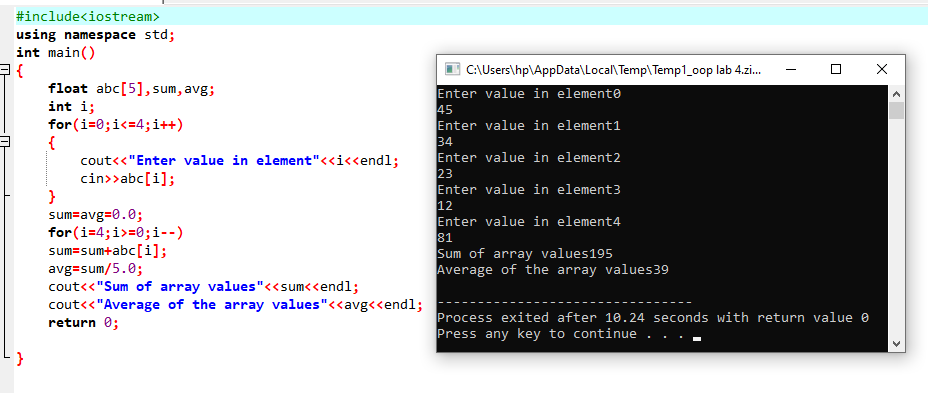 #include<iostream>
using namespace std;
int main()
{
float abc[5],sum,avg;
int i;
for(i=0;i<=4;i++)
{
cout<<"Enter value in element"<<i<<endl;
cin>>abc[i];
}
sum=avg=0.0;
for(i=4;i>=0;i--)
sum=sum+abc[i];
avg=sum/5.0;
cout<<"Sum of array values"<<sum<<endl;
cout<<"Average of the array values"<<avg<<endl;
return 0;
}
C:\Users\hp\AppData\Local\Temp\Temp1_oop lab 4.zi...
Enter value in element0
45
Enter value in element1
34
Enter value in element2
23
Enter value in element3
12
Enter value in element4
81
Sum of array values195
Average of the array values39
--------------------------------
Process exited after 10.24 seconds with return value 0
Press any key to continue . . .